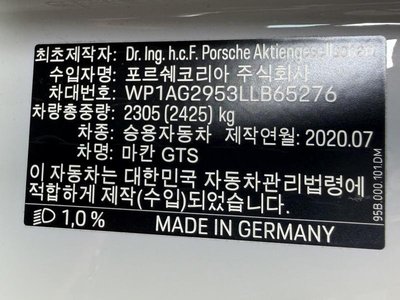 최초제작자: Dr. Ing. h.c.F. Porsche Aktiengesellschaft
수입자명: 포르쉐코리아 주식회사
차대번호: WP1AG2953LLB65276
차량총중량: 2305 (2425) kg
차종: 승용자동차 제작연월: 2020.07
차명: 마칸 GTS
이 자동차는 대한민국 자동차관리법령에
적합하게 제작(수입)되었습니다.
1,0 %
MADE IN GERMANY
95B.000.101.DM